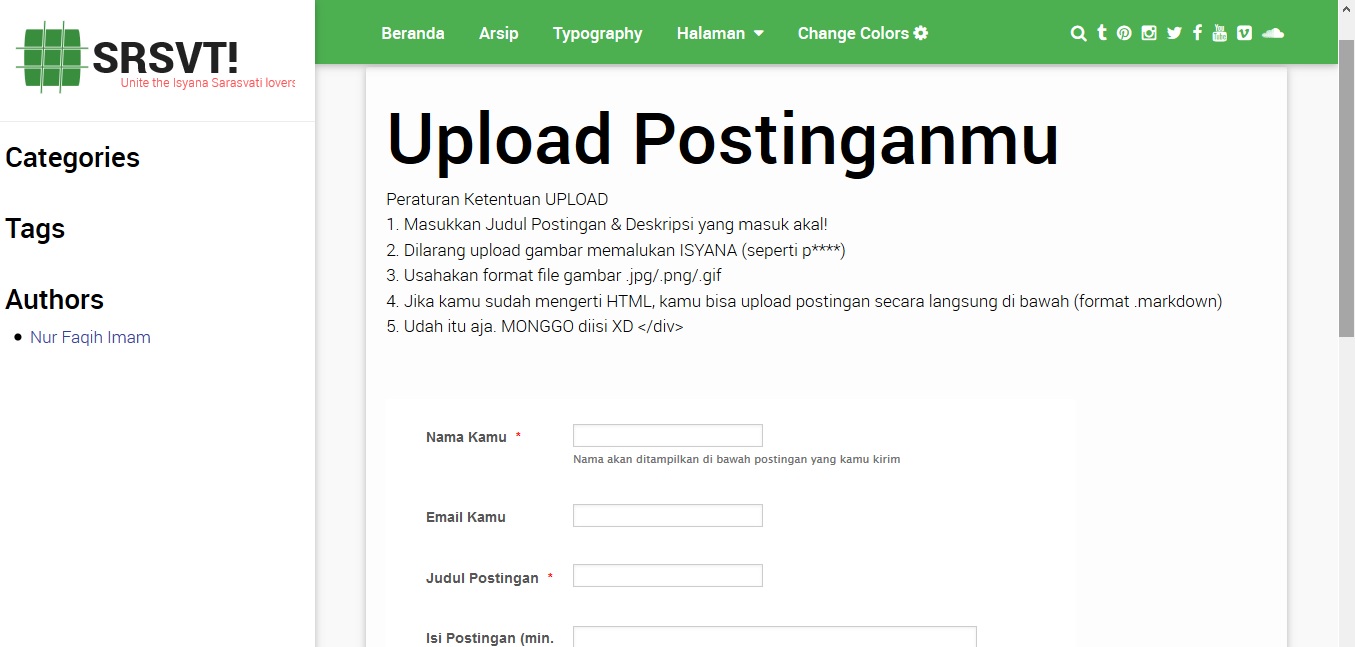 SRSVT!
Unite the Isyana Sarasvati lovers
Categories
Tags
Authors
Nur Faqih Imam
Beranda Arsip Typography Halaman Change Colors
Upload Postinganmu
Peraturan Ketentuan UPLOAD
1. Masukkan Judul Postingan & Deskripsi yang masuk akal!
2. Dilarang upload gambar memalukan ISYANA (seperti p****)
3. Usahakan format file gambar .jpg/.png/.gif
4. Jika kamu sudah mengerti HTML, kamu bisa upload postingan secara langsung di bawah (format .markdown)
5. Udah itu aja. MONGGO diisi XD </div>
Nama Kamu *
Nama akan ditampilkan di bawah postingan yang kamu kirim
Email Kamu
Judul Postingan *
Isi Postingan (min.